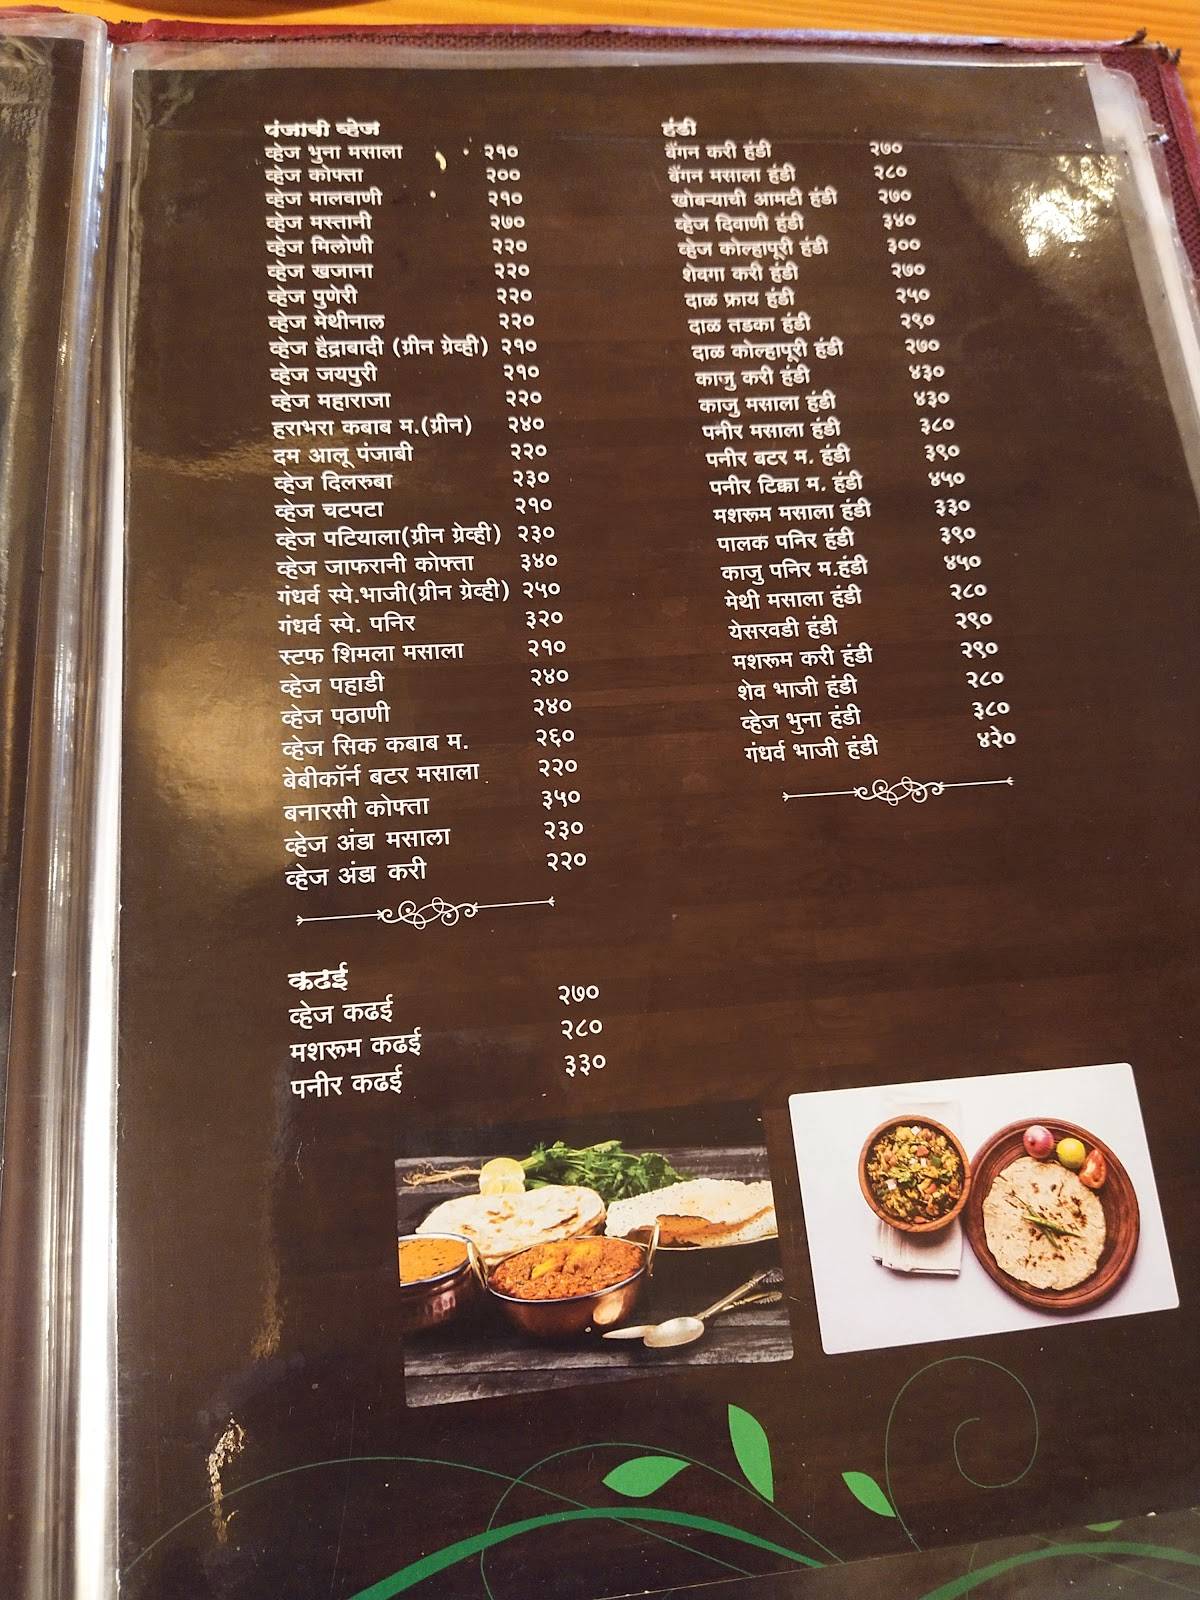 पंजाबी व्हेज
व्हेज भुना मसाला २१०
व्हेज कोफ्ता २००
व्हेज मालवाणी २१०
व्हेज मस्तानी २७०
व्हेज मिलोणी २२०
व्हेज खजाना २२०
व्हेज पुणेरी २२०
व्हेज मेथीनाल २२०
व्हेज हैद्राबादी (ग्रीन ग्रेव्ही) २१०
व्हेज जयपुरी २१०
व्हेज महाराजा २२०
हराभरा कबाब म.(ग्रीन) २४०
दम आलू पंजाबी २२०
व्हेज दिलरुबा २३०
व्हेज चटपटा २१०
व्हेज पटियाला(ग्रीन ग्रेव्ही) २३०
व्हेज जाफरानी कोफ्ता ३४०
गंधर्व स्पे.भाजी(ग्रीन ग्रेव्ही) २५०
गंधर्व स्पे. पनिर ३२०
स्टफ शिमला मसाला २१०
व्हेज पहाडी २४०
व्हेज पठाणी २४०
व्हेज सिक कबाब म. २६०
बेबीकॉर्न बटर मसाला २२०
बनारसी कोफ्ता ३५०
व्हेज अंडा मसाला २३०
व्हेज अंडा करी २२०
कढई
व्हेज कढई २७०
मशरूम कढई २८०
पनीर कढई ३३०
हंडी
बैंगन करी हंडी २७०
बैंगन मसाला हंडी २८०
खोबऱ्याची आमटी हंडी २७०
व्हेज दिवाणी हंडी ३४०
व्हेज कोल्हापूरी हंडी ३००
शेवगा करी हंडी २७०
दाळ फ्राय हंडी २५०
दाळ तडका हंडी २९०
दाळ कोल्हापूरी हंडी २७०
काजु करी हंडी ४३०
काजु मसाला हंडी ४३०
पनीर मसाला हंडी ३८०
पनीर बटर म. हंडी ३९०
पनीर टिक्का म. हंडी ४५०
मशरूम मसाला हंडी ३३०
पालक पनिर हंडी ३९०
काजु पनिर म.हंडी ४५०
मेथी मसाला हंडी २८०
येसरवडी हंडी २९०
मशरूम करी हंडी २९०
शेव भाजी हंडी २८०
व्हेज भुना हंडी ३८०
गंधर्व भाजी हंडी ४२०